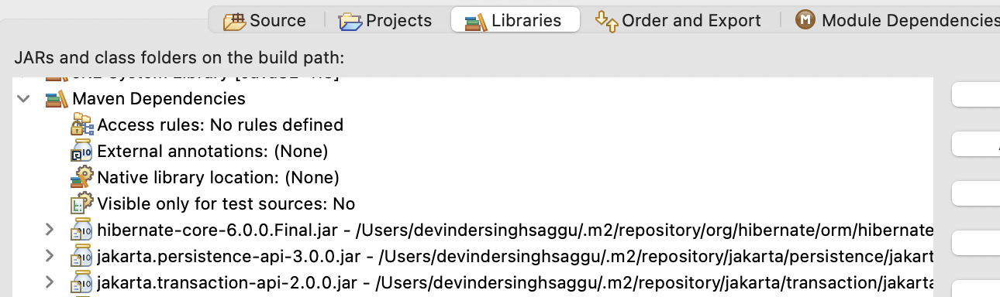 Source
Projects
Libraries
Order and Export
M
Module Dependencies
JARs and class folders on the build path:
Maven Dependencies
Access rules: No rules defined
External annotations: (None)
Native library location: (None)
Visible only for test sources: No
hibernate-core-6.0.0.Final.jar - /Users/devindersinghsaggu/.m2/repository/org/hibernate/orm/hibernate
jakarta.persistence-api-3.0.0.jar - /Users/devindersinghsaggu/.m2/repository/jakarta/persistence/jakart
jakarta.transaction-api-2.0.0.jar - /Users/devindersinghsaggu/.m2/repository/jakarta/transaction/jakarta